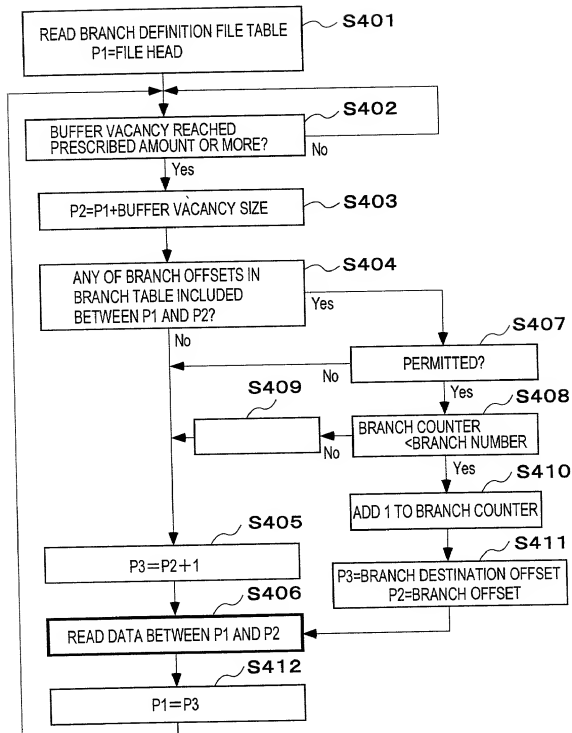 READ BRANCH DEFINITION FILE TABLE
P1=FILE HEAD
S401
BUFFER VACANCY REACHED
PRESCRIBED AMOUNT OR MORE?
S402
No
Yes
P2=P1+BUFFER VACANCY SIZE
S403
ANY OF BRANCH OFFSETS IN
BRANCH TABLE INCLUDED
BETWEEN P1 AND P2?
S404
Yes
No
S407
PERMITTED?
No
Yes
S408
BRANCH COUNTER
<BRANCH NUMBER
No
Yes
S409
S410
ADD 1 TO BRANCH COUNTER
S405
P3=P2+1
S411
P3=BRANCH DESTINATION OFFSET
P2=BRANCH OFFSET
S406
READ DATA BETWEEN P1 AND P2
S412
P1=P3